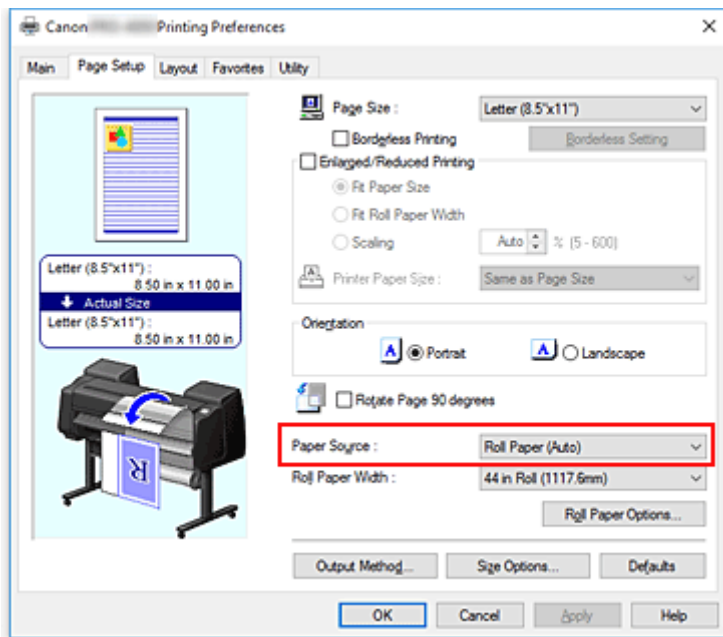 Canon Printing Preferences
Main Page Setup Layout Favorites Utility
Page Size : Letter (8.5"x11")
Borderless Printing Borderless Setting
Enlarged/Reduced Printing
Fit Paper Size
Fit Roll Paper Width
Scaling Auto % (5 - 600)
Printer Paper Size : Same as Page Size
Letter (8.5"x11") :
8.50 in x 11.00 in
Actual Size
Letter (8.5"x11") :
8.50 in x 11.00 in
Orientation
A Portrait A Landscape
Rotate Page 90 degrees
R
Paper Source : Roll Paper (Auto)
Roll Paper Width : 44 in Roll (1117.6mm)
Roll Paper Options...
Output Method... Size Options... Defaults
OK Cancel Apply Help